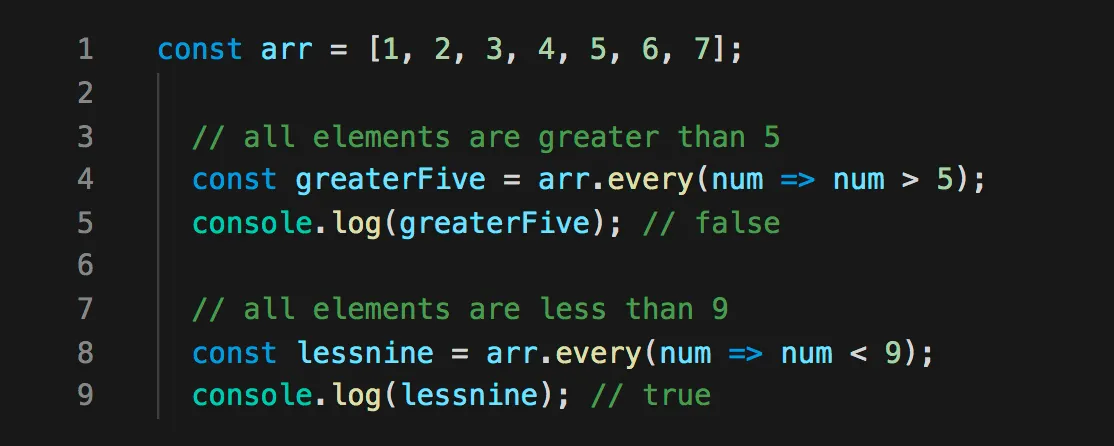 1 const arr = [1, 2, 3, 4, 5, 6, 7];
2
3 // all elements are greater than 5
4 const greaterFive = arr.every(num => num > 5);
5 console.log(greaterFive); // false
6
7 // all elements are less than 9
8 const lessnine = arr.every(num => num < 9);
9 console.log(lessnine); // true